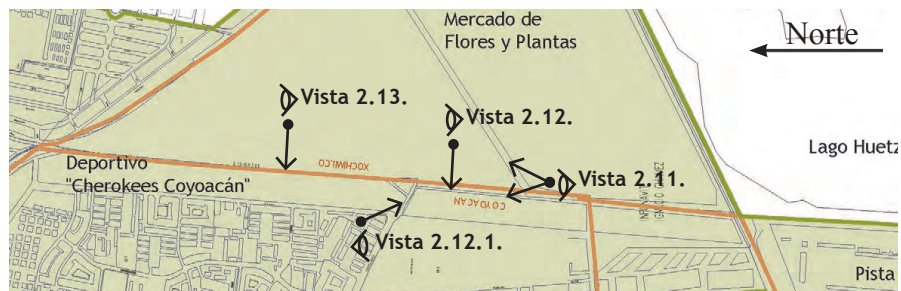 Mercado de
Flores y Plantas
Norte
Vista 2.13.
Vista 2.12.
Lago Huetz
XOCHIMILCO
Deportivo
"Cherokees Coyoacán"
Vista 2.11.
COYOACAN
Vista 2.12.1.
Pista